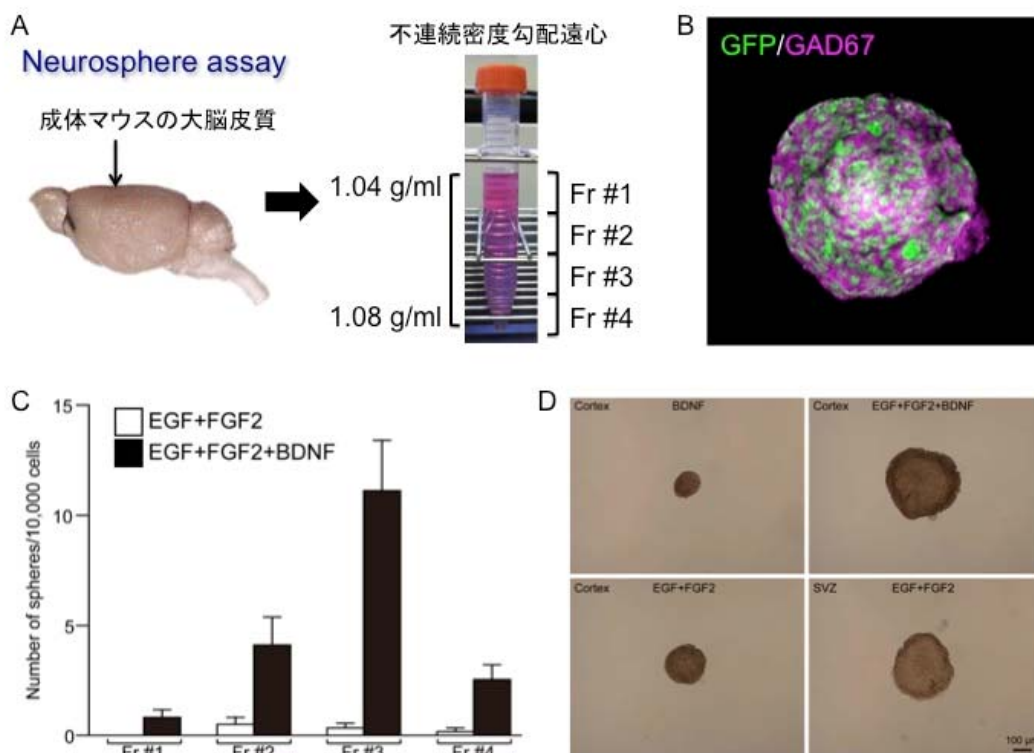 A
Neurosphere assay
成体マウスの大脳皮質
不連続密度勾配遠心
1.04 g/ml
1.08 g/ml
Fr #1
Fr #2
Fr #3
Fr #4
B
GFP/GAD67
C
15
10
5
0
Number of spheres/10,000 cells
EGF+FGF2
EGF+FGF2+BDNF
Fr #1
Fr #2
Fr #3
Fr #4
D
Cortex
BDNF
Cortex
EGF+FGF2+BDNF
Cortex
EGF+FGF2
SVZ
EGF+FGF2
100 µ